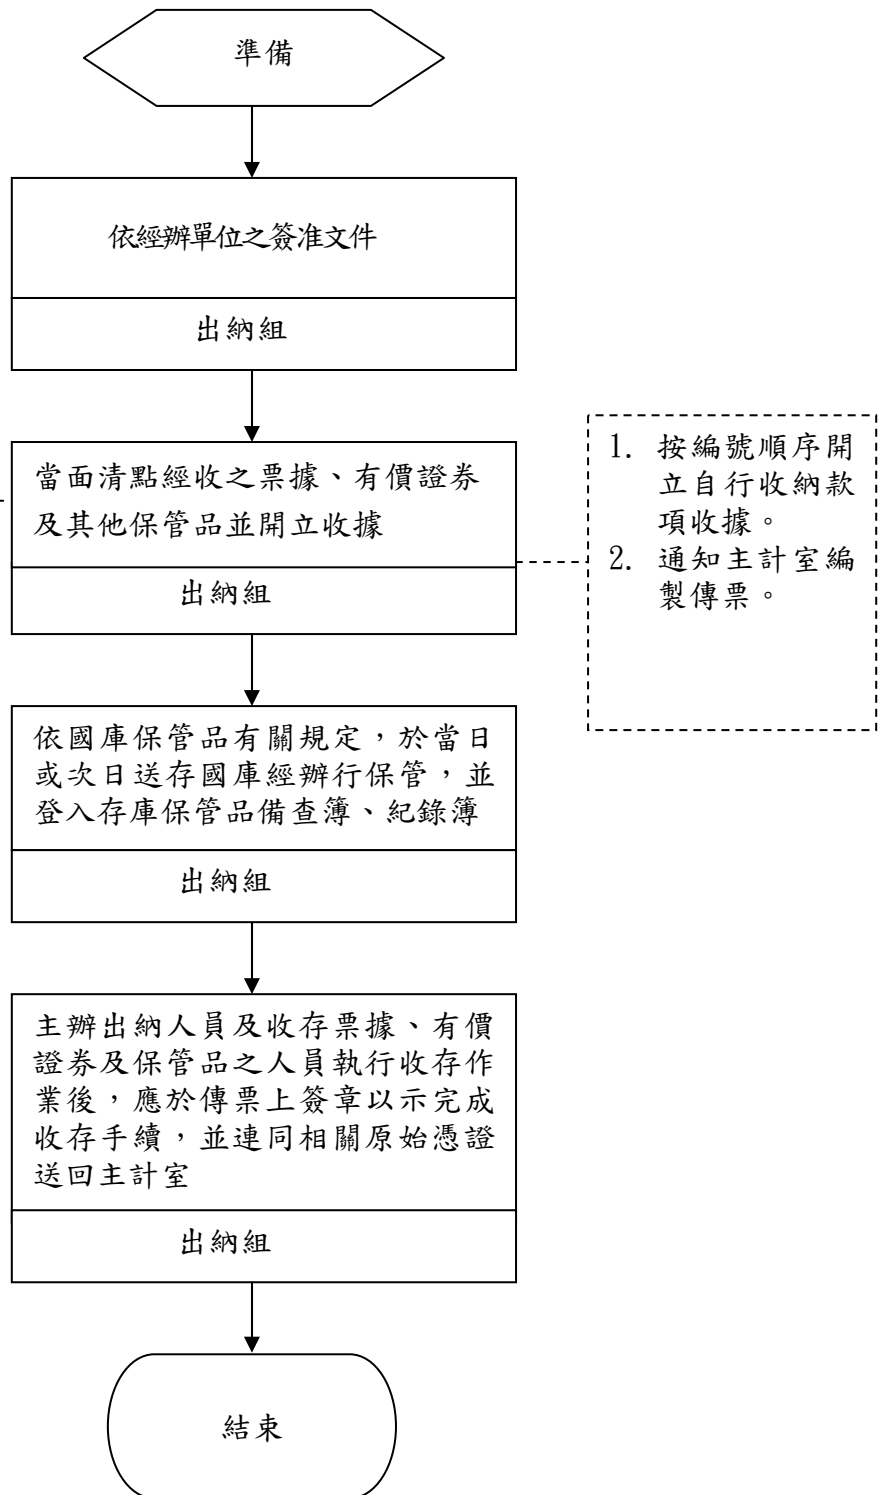 準備
依經辦單位之簽准文件
出納組
當面清點經收之票據、有價證券
及其他保管品並開立收據
出納組
1. 按編號順序開
立自行收納款
項收據。
2. 通知主計室編
製傳票。
依國庫保管品有關規定，於當日
或次日送存國庫經辦行保管，並
登入存庫保管品備查簿、紀錄簿
出納組
主辦出納人員及收存票據、有價
證券及保管品之人員執行收存作
業後，應於傳票上簽章以示完成
收存手續，並連同相關原始憑證
送回主計室
出納組
結束